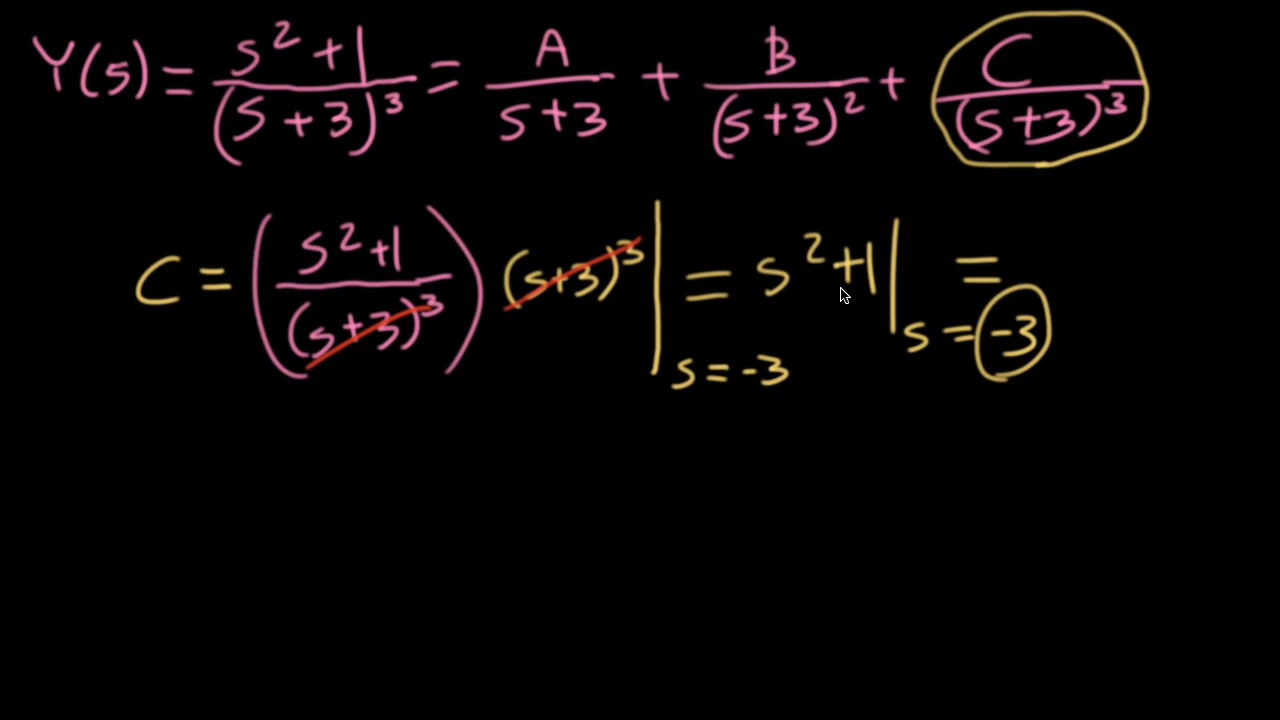 Y(s) = s²+1/(s+3)³ = A/s+3 + B/(s+3)² + C/(s+3)³
C = (s²+1/(s+3)³) (s+3)³ |s=-3 = s²+1 |s=-3 =